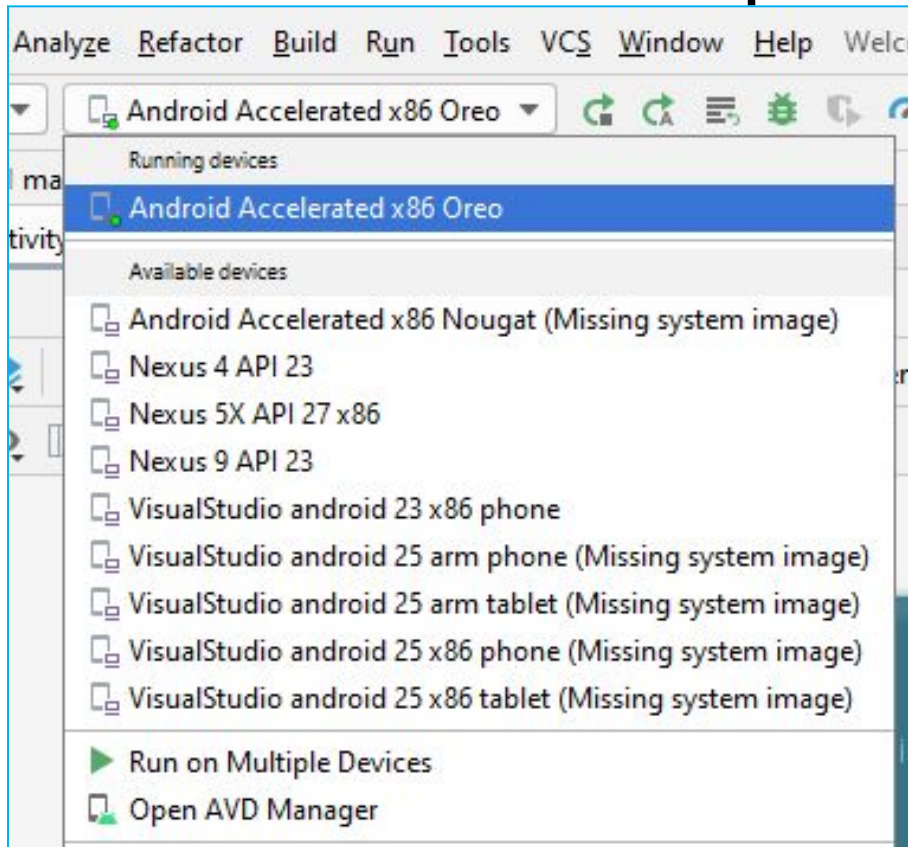 Analyze Refactor Build Run Tools VCS Window Help
Android Accelerated x86 Oreo
Running devices
Android Accelerated x86 Oreo
Available devices
Android Accelerated x86 Nougat (Missing system image)
Nexus 4 API 23
Nexus 5X API 27 x86
Nexus 9 API 23
VisualStudio android 23 x86 phone
VisualStudio android 25 arm phone (Missing system image)
VisualStudio android 25 arm tablet (Missing system image)
VisualStudio android 25 x86 phone (Missing system image)
VisualStudio android 25 x86 tablet (Missing system image)
Run on Multiple Devices
Open AVD Manager